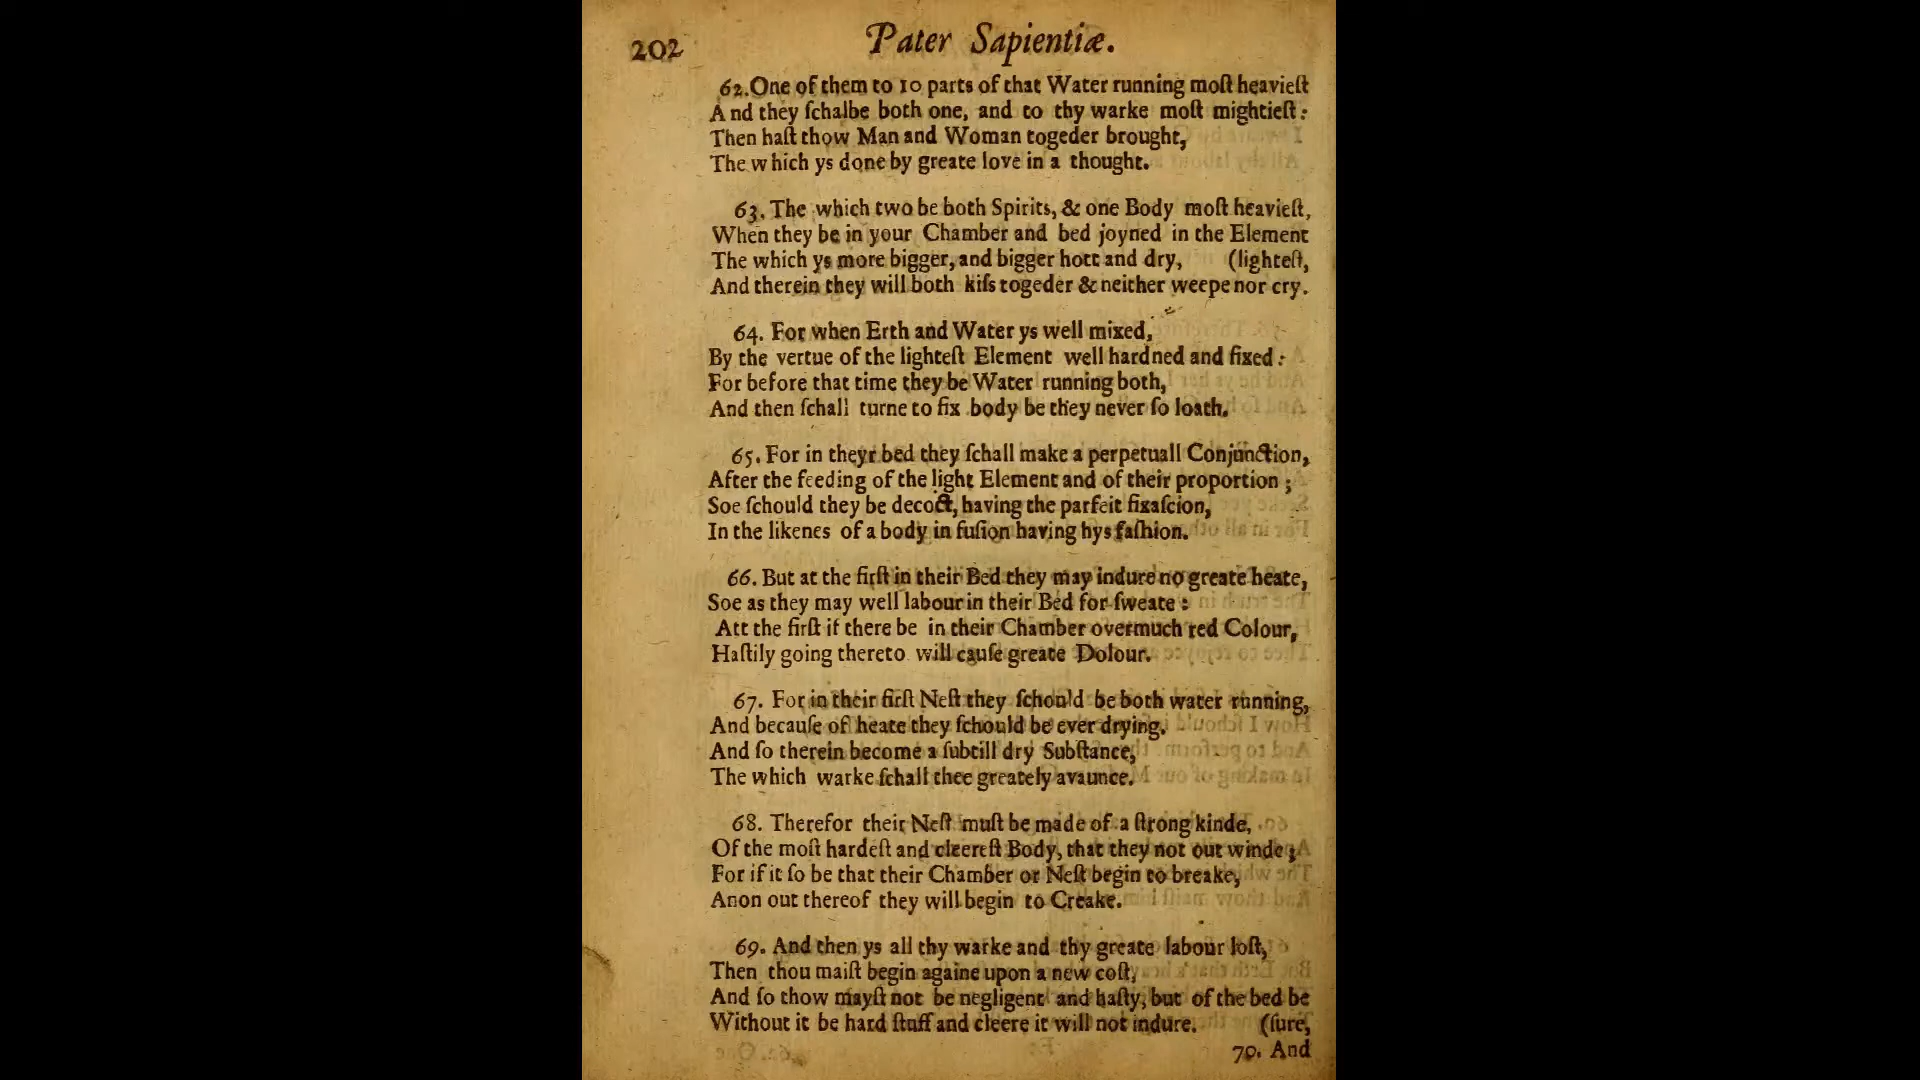 202
Pater Sapientiæ.
62. One of them to 10 parts of that Water running moſt heavieſt
And they ſchalbe both one, and to thy warke moſt mightieſt:
Then haſt thow Man and Woman togeder brought,
The which ys done by greate love in a thought.
63. The which two be both Spirits, & one Body moſt heavieſt,
When they be in your Chamber and bed joyned in the Element
The which ys more bigger, and bigger hott and dry, (lighteſt,
And therein they will both kiſs togeder & neither weepe nor cry.
64. For when Erth and Water ys well mixed,
By the vertue of the lighteſt Element well hardned and fixed:
For before that time they be Water running both,
And then ſchall turne to fix body be they never ſo loath.
65. For in theyr bed they ſchall make a perpetuall Conjunction,
After the feeding of the light Element and of their proportion;
Soe ſchould they be decoct, having the parfeit fixaſcion,
In the likenes of a body in fuſion having hys faſhion.
66. But at the firſt in their Bed they may indure no greate heate,
Soe as they may well labour in their Bed for ſweate:
Att the firſt if there be in their Chamber overmuch red Colour,
Haſtily going thereto will cauſe greate Dolour.
67. For in their firſt Neſt they ſchould be both water running,
And becauſe of heate they ſchould be ever drying.
And ſo therein become a ſubtill dry Subſtance,
The which warke ſchall thee greately avaunce.
68. Therefor their Neſt muſt be made of a ſtrong kinde,
Of the moſt hardeſt and cleereſt Body, that they not out winde;
For if it ſo be that their Chamber or Neſt begin to breake,
Anon out thereof they will begin to Creake.
69. And then ys all thy warke and thy greate labour loſt,
Then thou maiſt begin againe upon a new coſt,
And ſo thow mayſt not be negligent and haſty, but of the bed be
Without it be hard ſtuff and cleere it will not indure. (ſure,
70. And